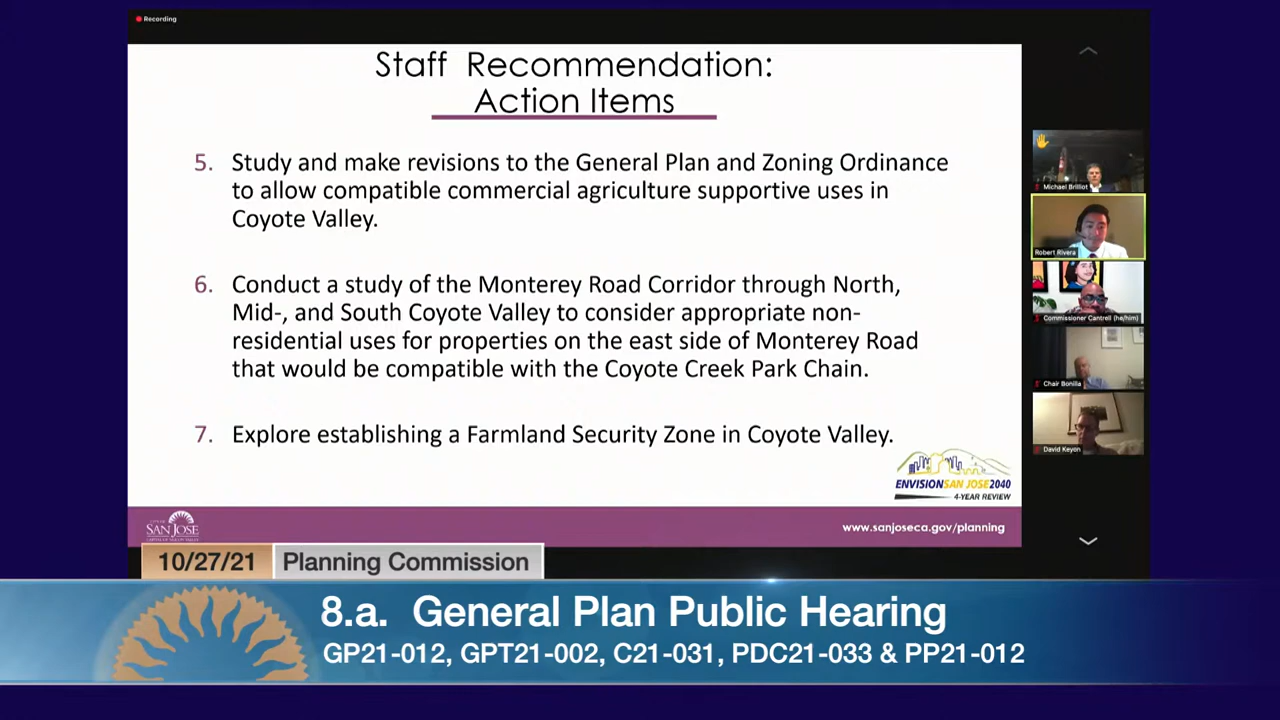 Recording
Staff Recommendation:
Action Items
5. Study and make revisions to the General Plan and Zoning Ordinance
to allow compatible commercial agriculture supportive uses in
Coyote Valley.
6. Conduct a study of the Monterey Road Corridor through North,
Mid-, and South Coyote Valley to consider appropriate non-
residential uses for properties on the east side of Monterey Road
that would be compatible with the Coyote Creek Park Chain.
7. Explore establishing a Farmland Security Zone in Coyote Valley.
ENVISION SAN JOSE 2040
4-YEAR REVIEW
CITY OF
SAN JOSE
CAPITAL OF SILICON VALLEY
www.sanjoseca.gov/planning
Michael Brilliot
Robert Rivera
Commissioner Cantrell (he/him)
Chair Bonilla
David Keyon
10/27/21 Planning Commission
8.a. General Plan Public Hearing
GP21-012, GPT21-002, C21-031, PDC21-033 & PP21-012